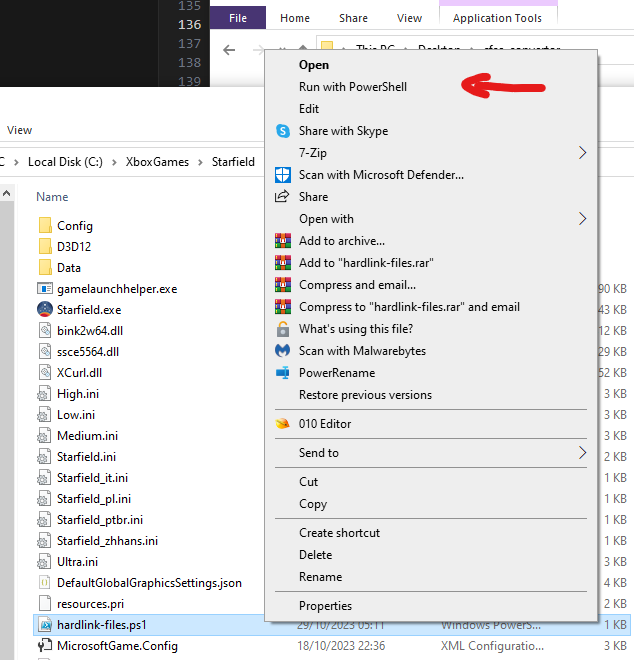 135
136
137
138
139
File
Home
Share
View
Application Tools
This PC
Desktop
View
Local Disk (C:)
XboxGames
Starfield
Name
Config
D3D12
Data
gamelaunchhelper.exe
Starfield.exe
bink2w64.dll
ssce5564.dll
XCurl.dll
High.ini
Low.ini
Medium.ini
Starfield.ini
Starfield_it.ini
Starfield_pl.ini
Starfield_ptbr.ini
Starfield_zhhans.ini
Ultra.ini
DefaultGlobalGraphicsSettings.json
resources.pri
hardlink-files.ps1 29/10/2023 05:11 Windows PowerS... 1 KB
MicrosoftGame.Config 18/10/2023 22:36 XML Configuratio... 3 KB
Open
Run with PowerShell
Edit
Share with Skype
7-Zip
Scan with Microsoft Defender...
Share
Open with
Add to archive...
Add to "hardlink-files.rar"
Compress and email...
Compress to "hardlink-files.rar" and email
What's using this file?
Scan with Malwarebytes
PowerRename
Restore previous versions
010 Editor
Send to
Cut
Copy
Create shortcut
Delete
Rename
Properties
90 KB
43 KB
12 KB
29 KB
52 KB
3 KB
3 KB
3 KB
2 KB
1 KB
1 KB
1 KB
1 KB
3 KB
4 KB
2 KB